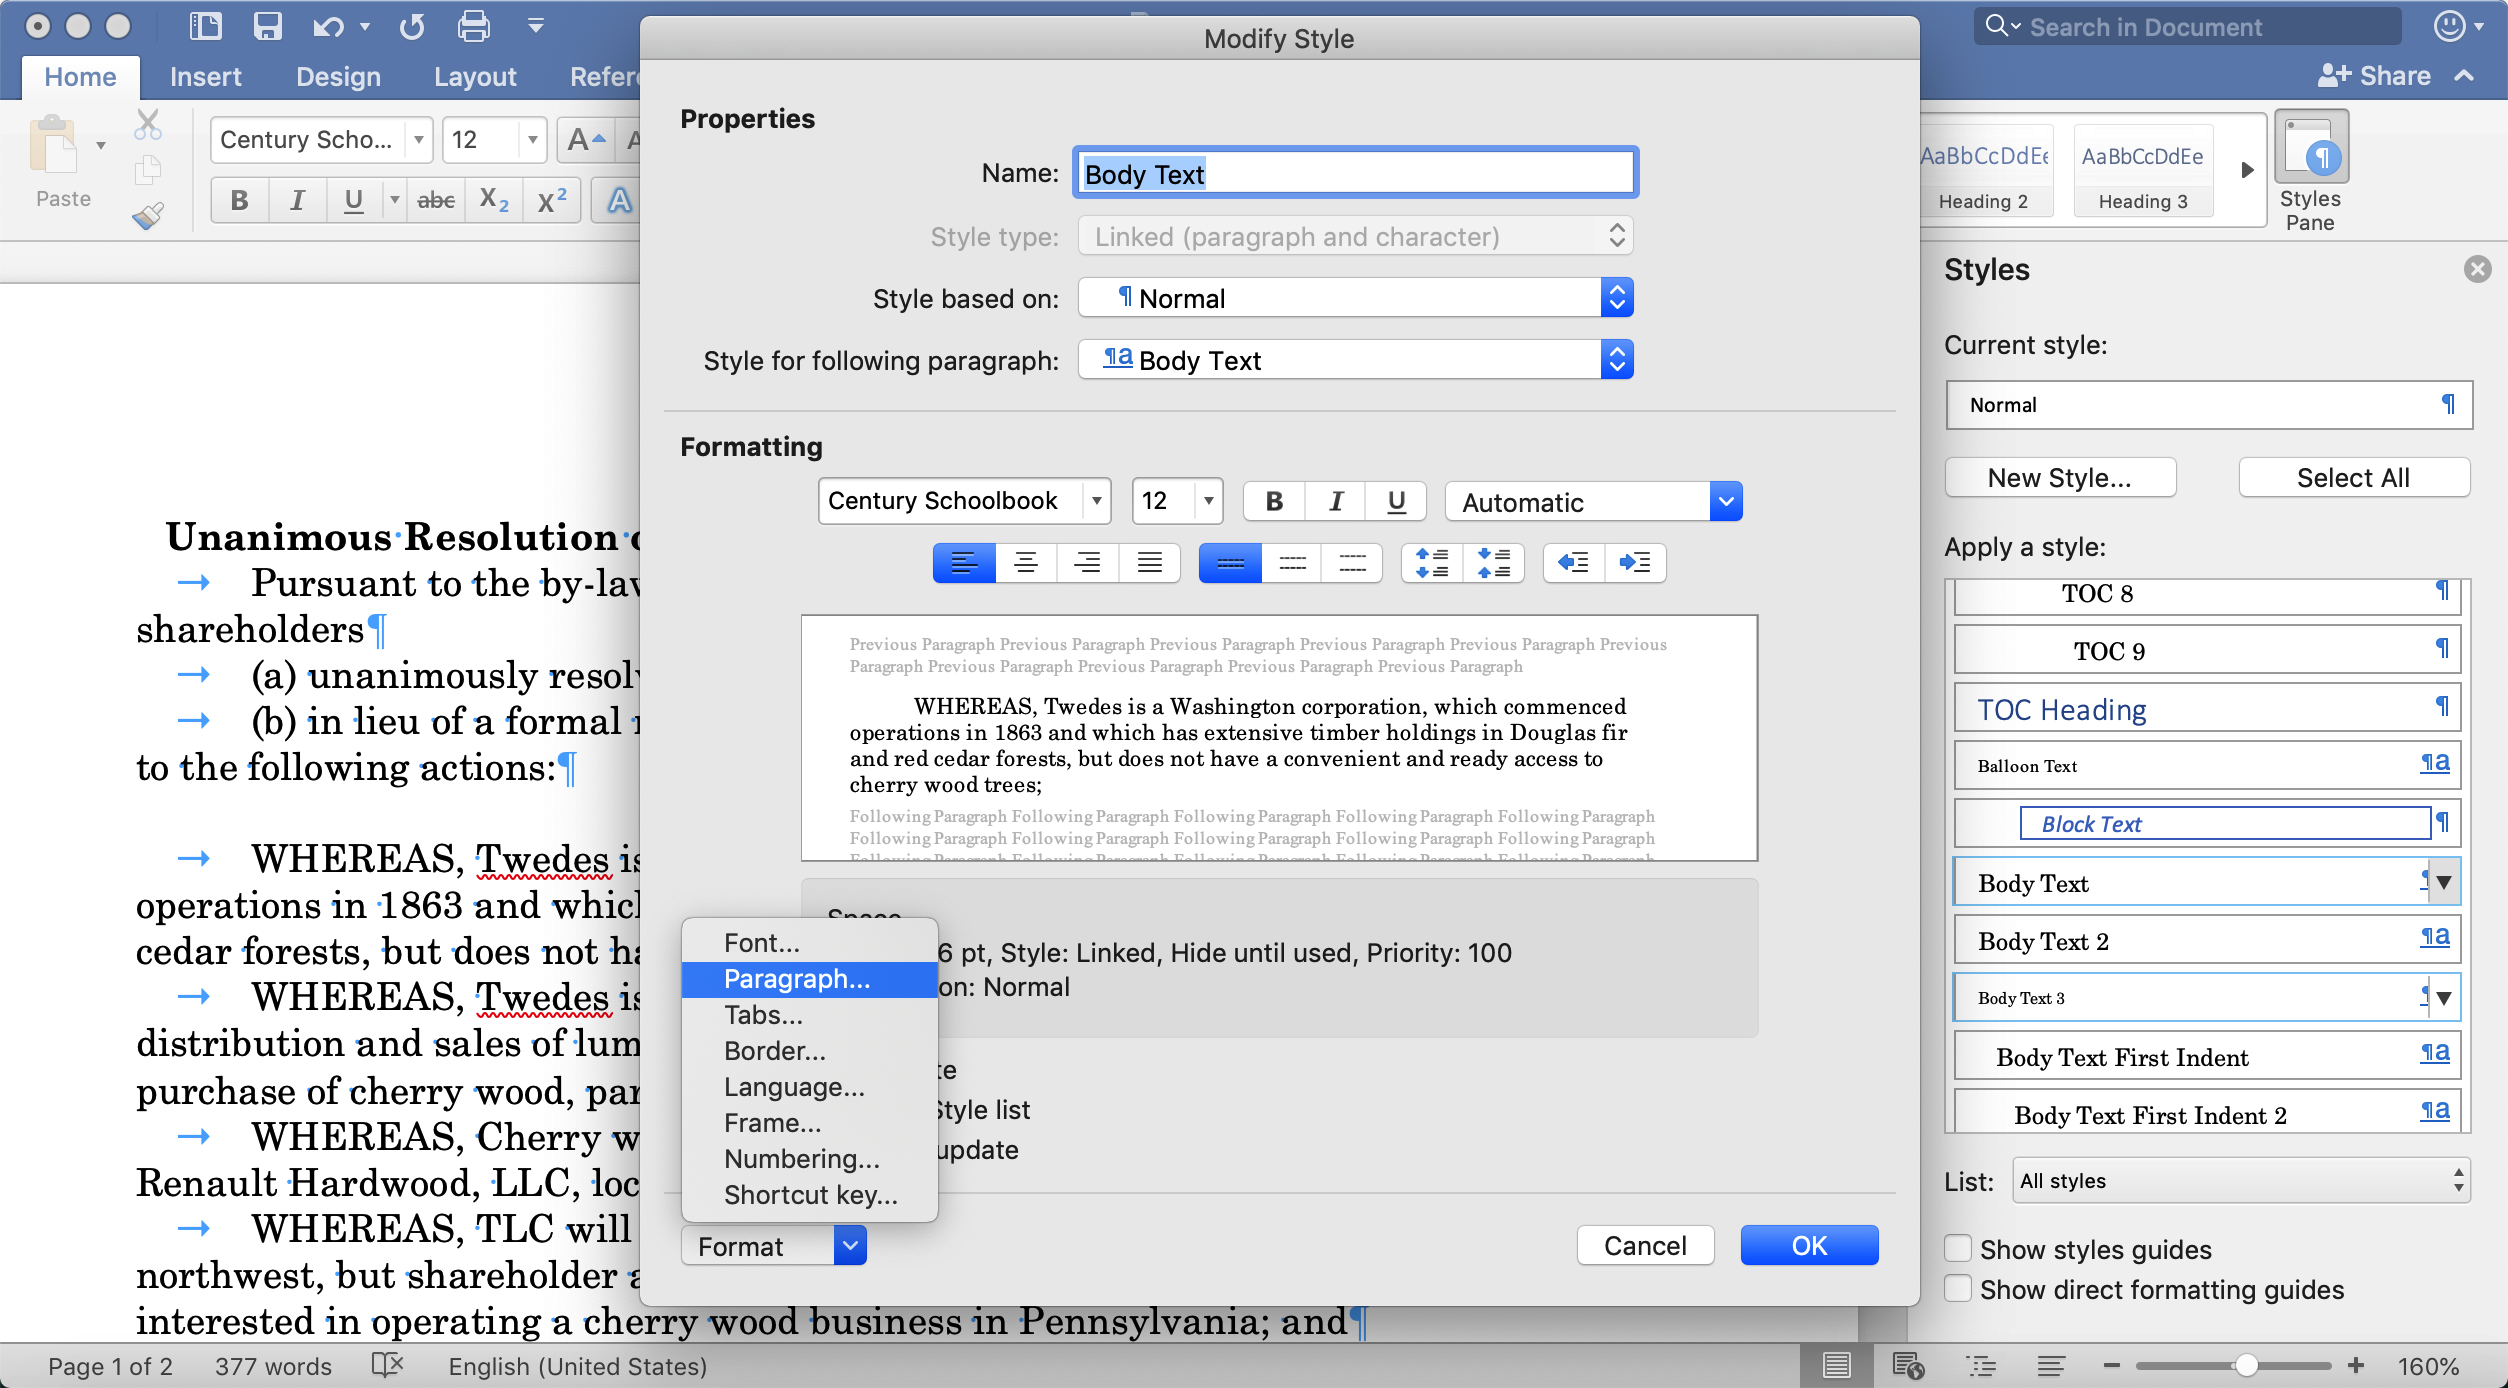 Modify Style
Search in Document
Home
Insert
Design
Layout
Share
Paste
Century Scho...
12
B
I
U
abc
X2
X2
A
AaBbCcDdEe
Heading 2
Heading 3
Styles
Pane
Properties
Name: Body Text
Style type: Linked (paragraph and character)
Style based on: ¶ Normal
Style for following paragraph: ¶a Body Text
Formatting
Century Schoolbook
12
B
I
U
Automatic
Previous Paragraph Previous Paragraph Previous Paragraph Previous Paragraph Previous Paragraph Previous
Paragraph Previous Paragraph Previous Paragraph Previous Paragraph Previous Paragraph
WHEREAS, Twedes is a Washington corporation, which commenced
operations in 1863 and which has extensive timber holdings in Douglas fir
and red cedar forests, but does not have a convenient and ready access to
cherry wood trees;
Following Paragraph Following Paragraph Following Paragraph Following Paragraph Following Paragraph
Following Paragraph Following Paragraph Following Paragraph Following Paragraph Following Paragraph
Following Paragraph Following Paragraph Following Paragraph Following Paragraph Following Paragraph
Space
6 pt, Style: Linked, Hide until used, Priority: 100
on: Normal
Style list
update
Font...
Paragraph...
Tabs...
Border...
Language...
Frame...
Numbering...
Shortcut key...
Format
Cancel
OK
Unanimous Resolution
Pursuant to the
shareholders¶
(a) unanimously
(b) in lieu of a formal
to the following actions:¶
WHEREAS, Twedes is
operations in 1863 and
cedar forests, but does not
WHEREAS, Twedes is
distribution and sales of
purchase of cherry wood,
WHEREAS, Cherry
Renault Hardwood, LLC,
WHEREAS, TLC will
northwest, but shareholder
interested in operating a cherry wood business in Pennsylvania; and¶
Styles
Current style:
Normal ¶
New Style...
Select All
Apply a style:
TOC 8 ¶
TOC 9 ¶
TOC Heading ¶
Balloon Text ¶a
Block Text ¶
Body Text
Body Text 2 ¶a
Body Text 3
Body Text First Indent ¶a
Body Text First Indent 2 ¶a
List: All styles
Show styles guides
Show direct formatting guides
Page 1 of 2
377 words
English (United States)
160%